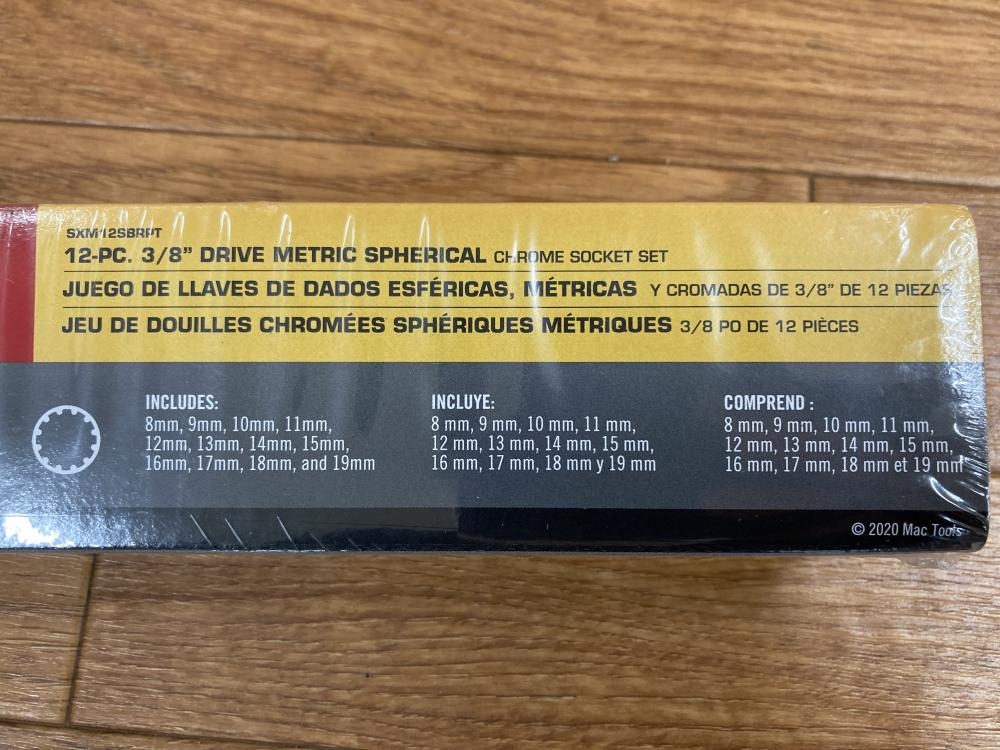 SXM12SBRPT
12-PC. 3/8” DRIVE METRIC SPHERICAL CHROME SOCKET SET
JUEGO DE LLAVES DE DADOS ESFÉRICAS, MÉTRICAS Y CROMADAS DE 3/8” DE 12 PIEZAS
JEU DE DOUILLES CHROMÉES SPHÉRIQUES MÉTRIQUES 3/8 PO DE 12 PIÈCES
INCLUDES:
8mm, 9mm, 10mm, 11mm,
12mm, 13mm, 14mm, 15mm,
16mm, 17mm, 18mm, and 19mm
INCLUYE:
8 mm, 9 mm, 10 mm, 11 mm,
12 mm, 13 mm, 14 mm, 15 mm,
16 mm, 17 mm, 18 mm y 19 mm
COMPREND :
8 mm, 9 mm, 10 mm, 11 mm,
12 mm, 13 mm, 14 mm, 15 mm,
16 mm, 17 mm, 18 mm et 19 mm
© 2020 Mac Tools